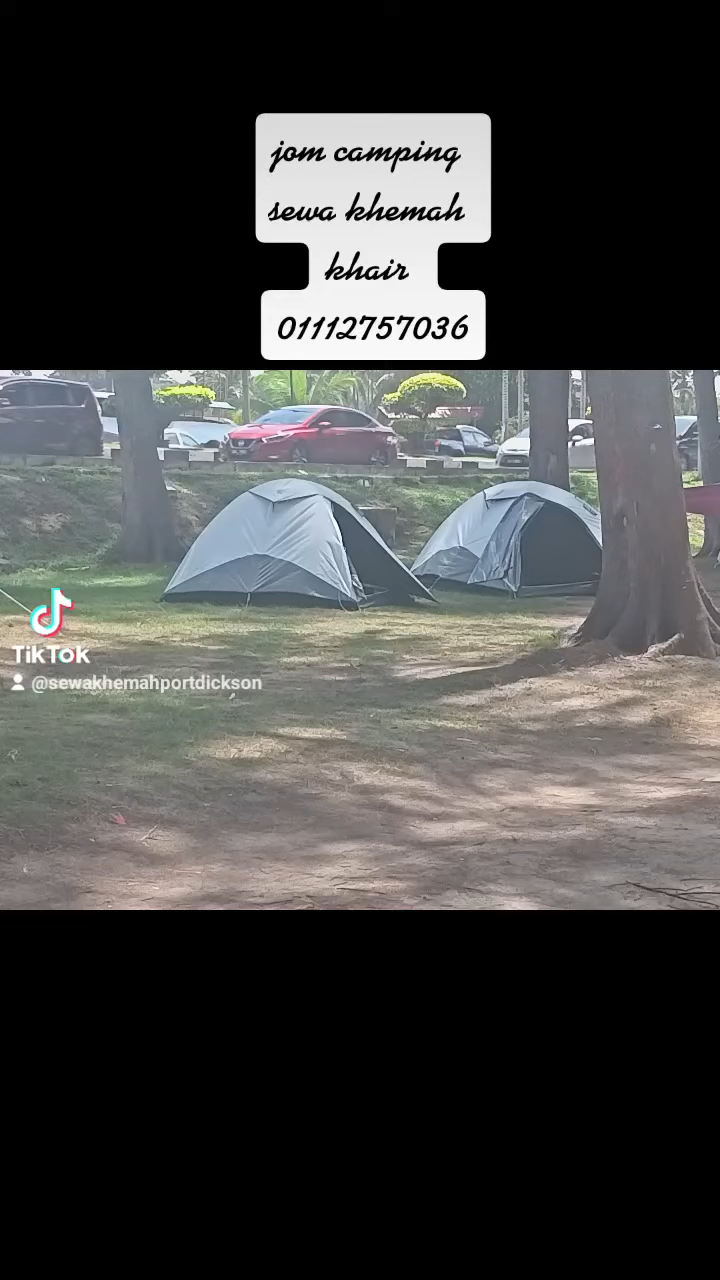 jom camping
sewa khemah
khair
01112757036
TikTok
@sewakhemahportdickson